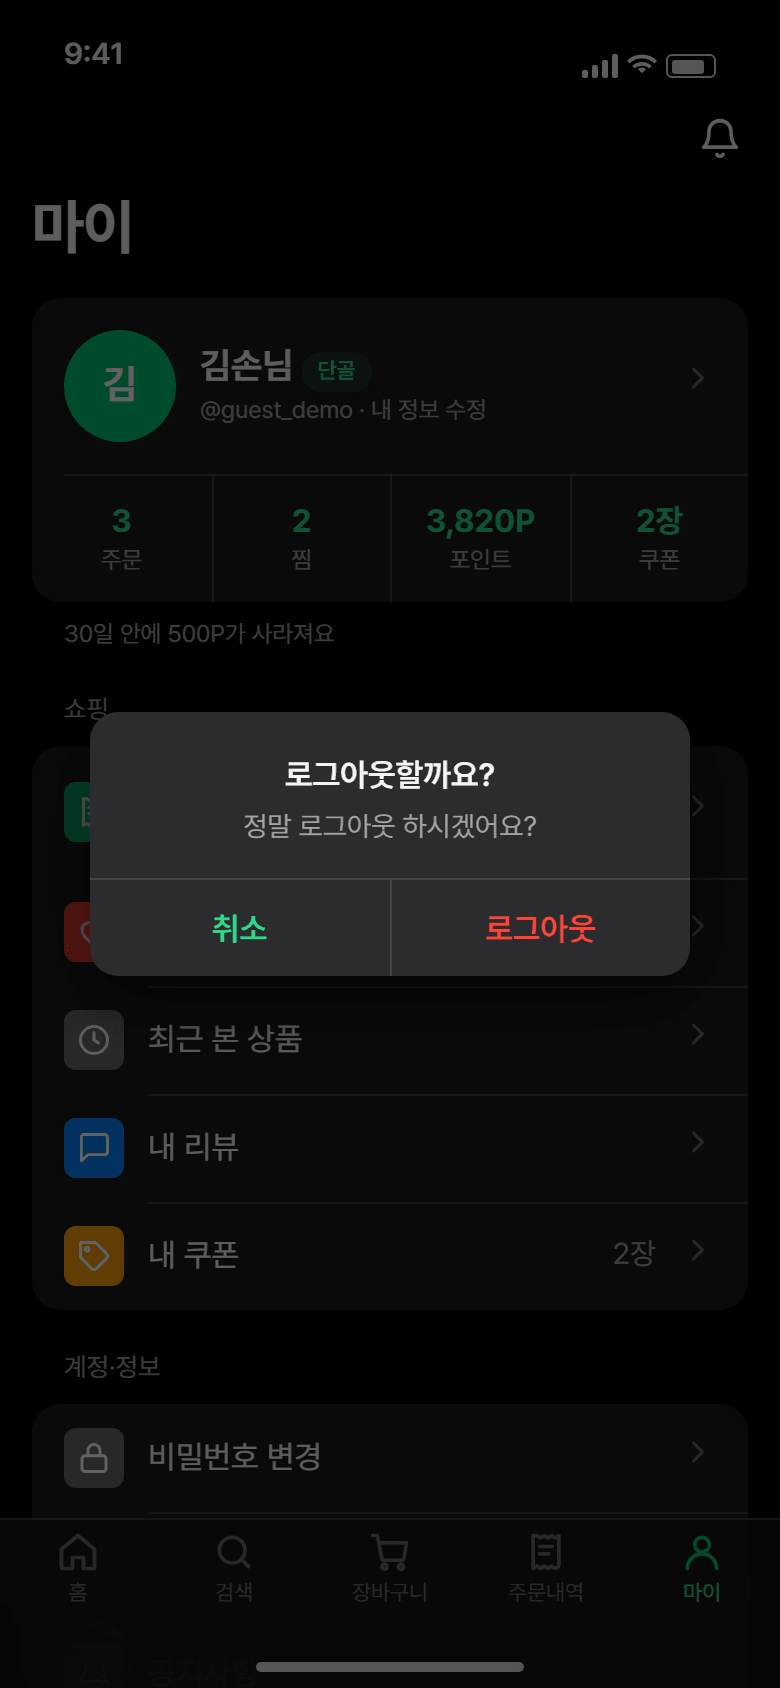 9:41
마이
김
김손님 단골
@guest_demo · 내 정보 수정
3 2 3,820P 2장
주문 찜 포인트 쿠폰
30일 안에 500P가 사라져요
쇼핑
로그아웃할까요?
정말 로그아웃 하시겠어요?
취소 로그아웃
최근 본 상품
내 리뷰
내 쿠폰 2장
계정·정보
비밀번호 변경
홈 검색 장바구니 주문내역 마이
공지사항